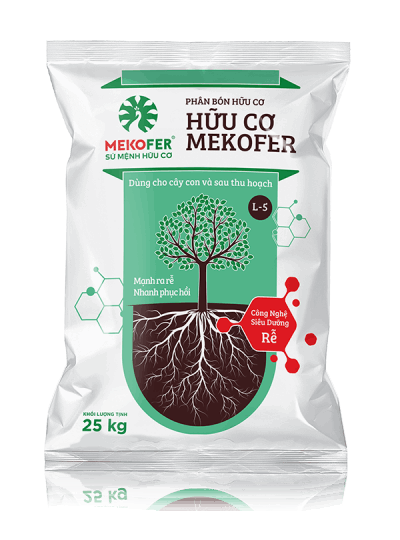 MEKOFER®
SỨ MỆNH HỮU CƠ
PHÂN BÓN HỮU CƠ
HỮU CƠ
MEKOFER
Dùng cho cây con và sau thu hoạch
L-5
Mạnh ra rễ
Nhanh phục hồi
Công Nghệ
Siêu Dưỡng
Rễ
KHỐI LƯỢNG TỊNH
25 kg